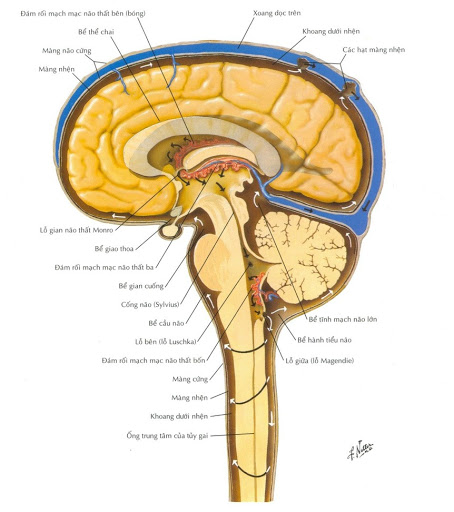 Đám rối mạch mạc não thất bên (bóng)
Xoang dọc trên
Bể thể chai
Khoang dưới nhện
Màng não cứng
Các hạt màng nhện
Màng nhện
Lỗ gian não thất Monro
Bể giao thoa
Đám rối mạch mạc não thất ba
Bể gian cuống
Cống não (Sylvius)
Bể cầu não
Bể tĩnh mạch não lớn
Lỗ bên (lỗ Luschka)
Bể hành tiểu não
Đám rối mạch mạc não thất bốn
Lỗ giữa (lỗ Magendie)
Màng cứng
Màng nhện
Khoang dưới nhện
Ống trung tâm của tủy gai
F. Netter